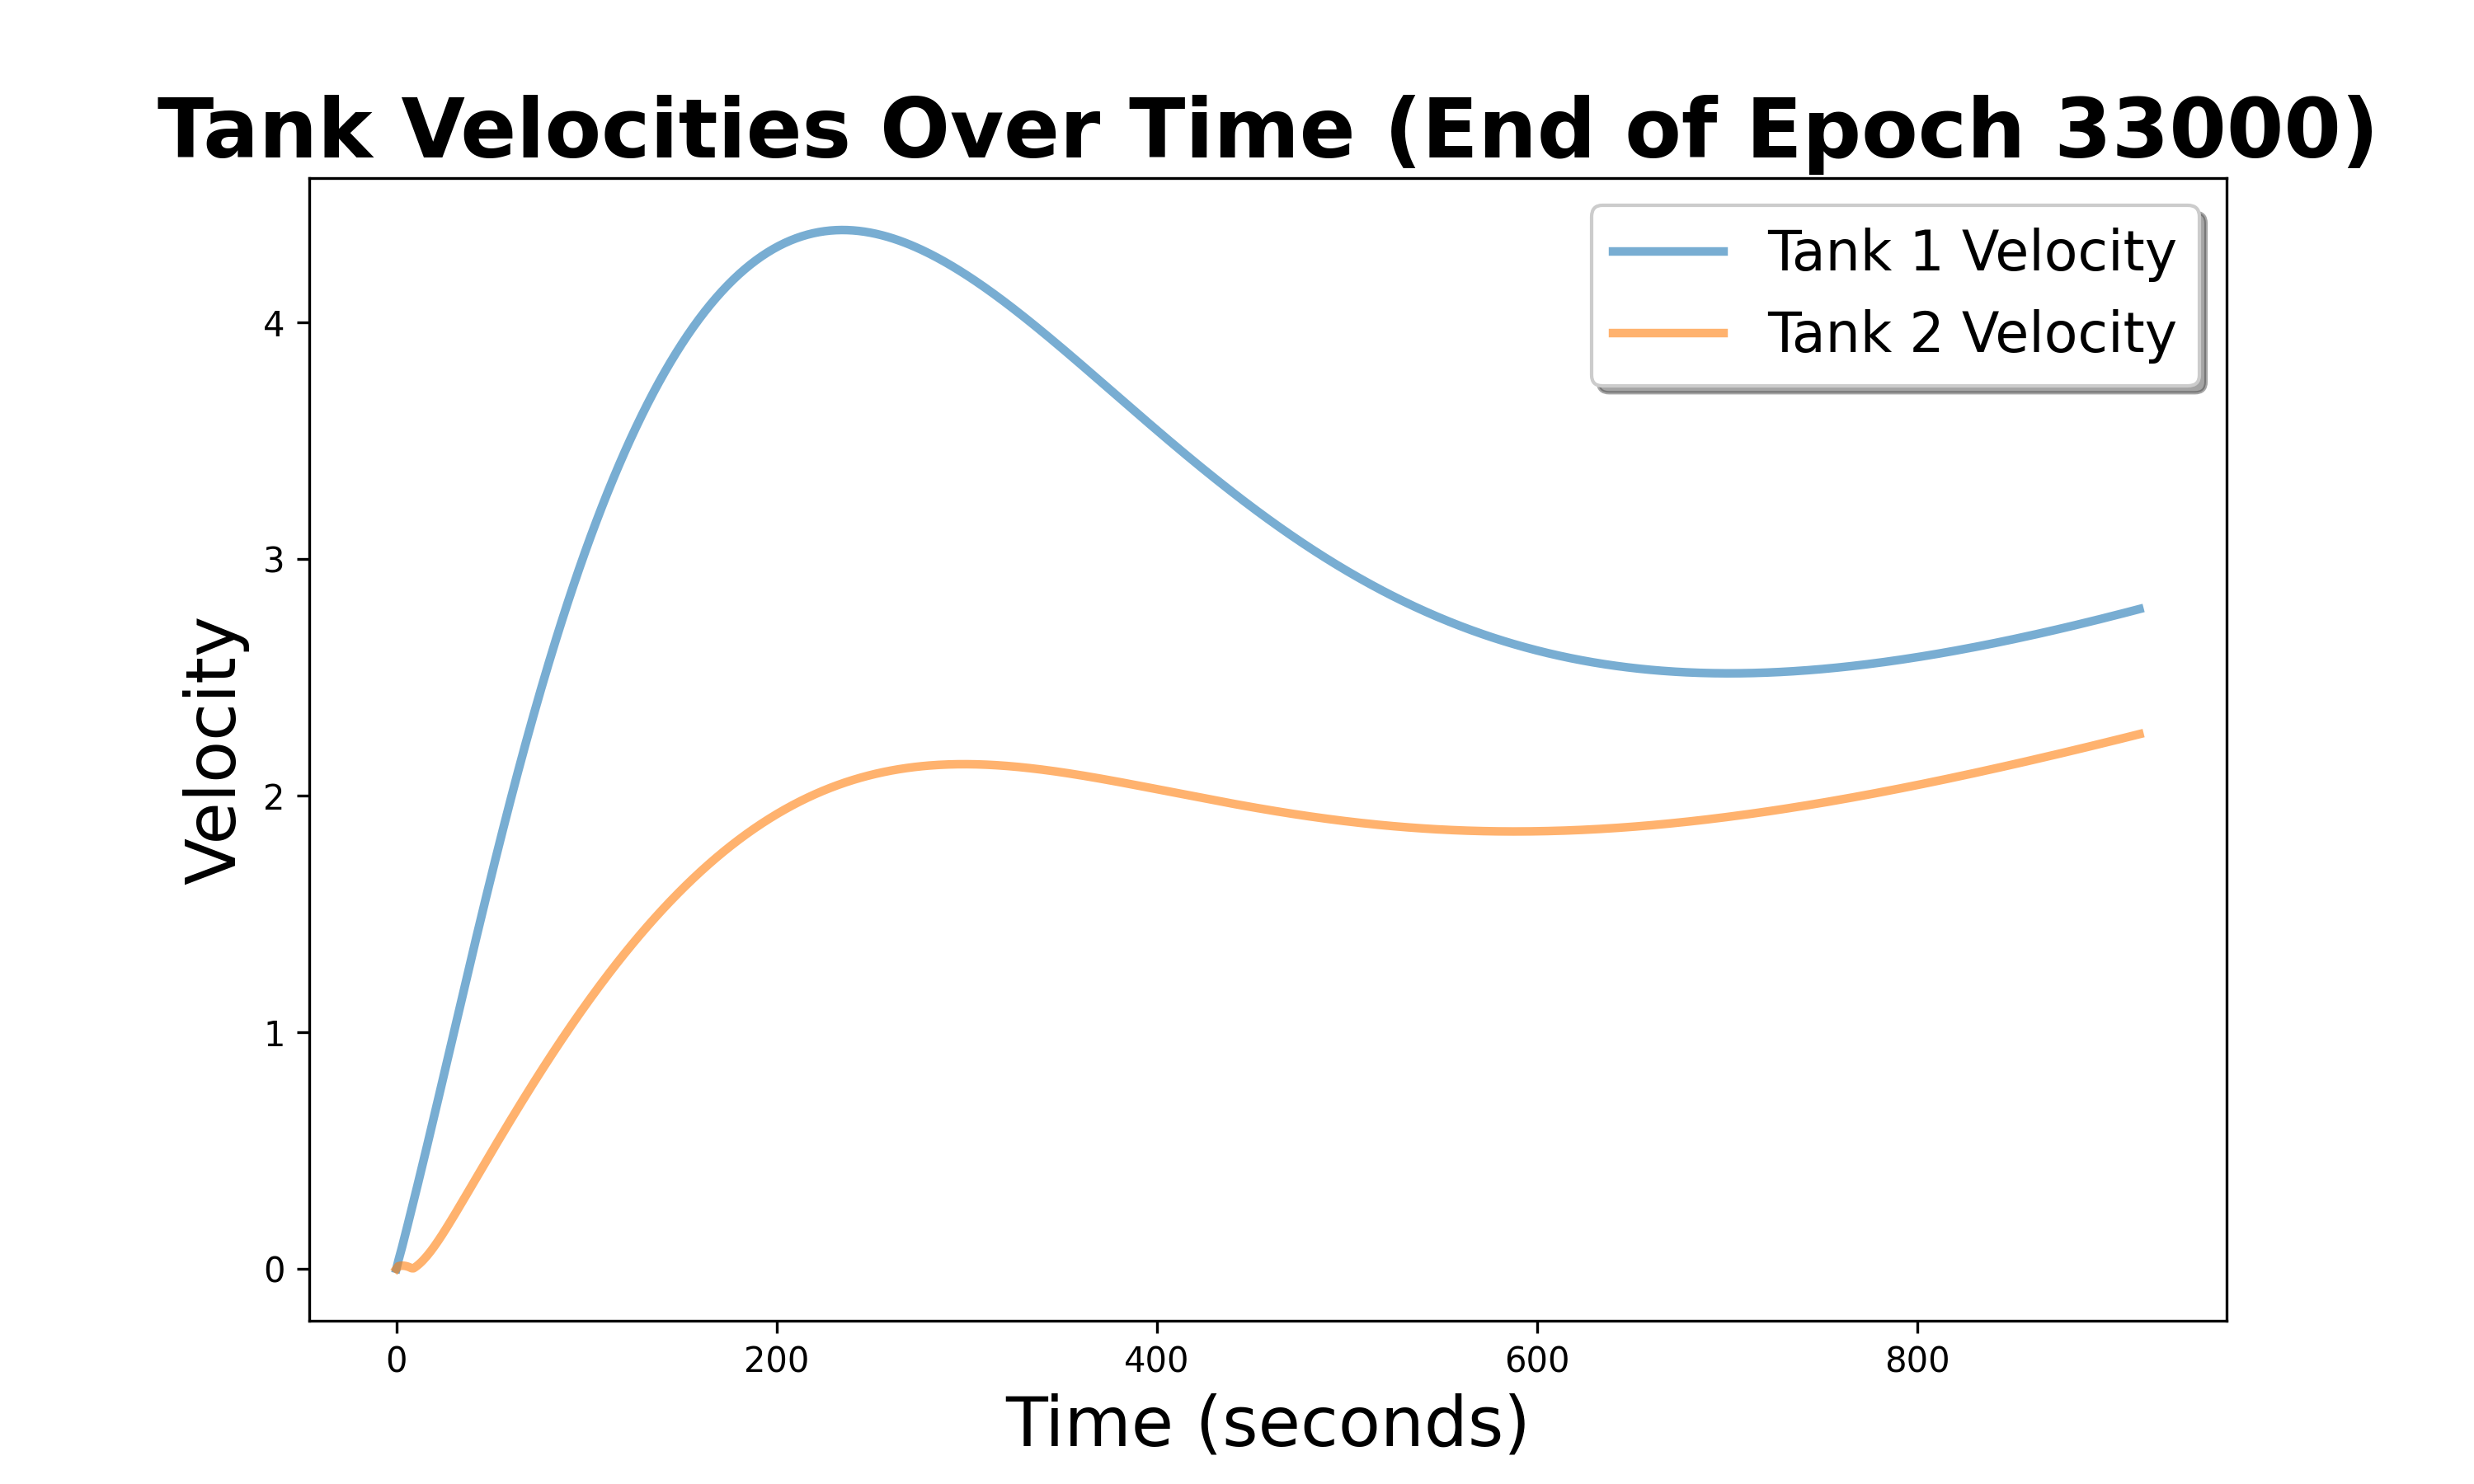 Tank Velocities Over Time (End of Epoch 33000)
Tank 1 Velocity
Tank 2 Velocity
Velocity
4
3
2
1
0
0 200 400 600 800
Time (seconds)